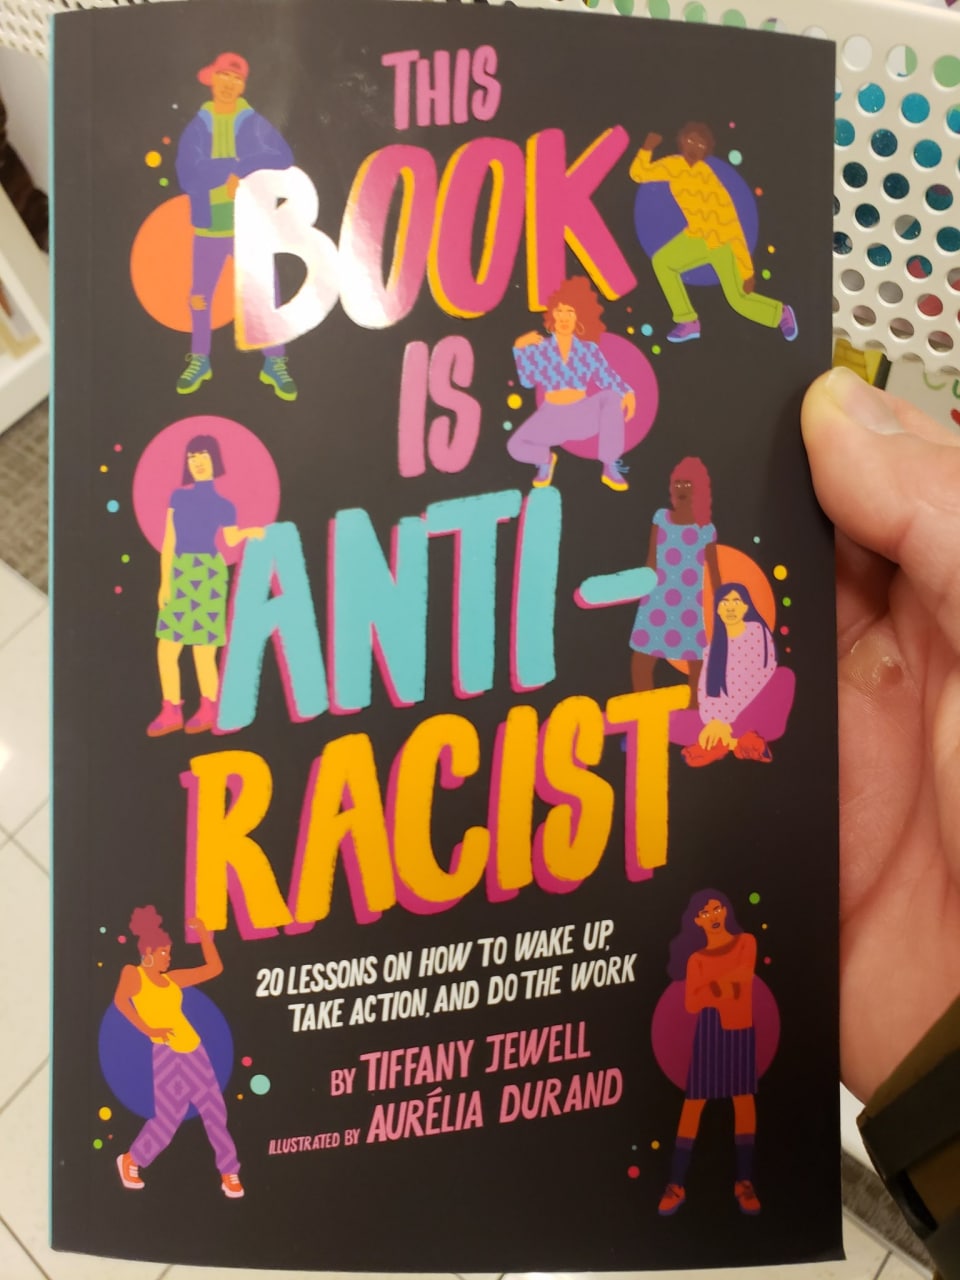 THIS
BOOK
IS
ANTI-
RACIST
20 LESSONS ON HOW TO WAKE UP,
TAKE ACTION, AND DO THE WORK
BY TIFFANY JEWELL
ILLUSTRATED BY AURÉLIA DURAND